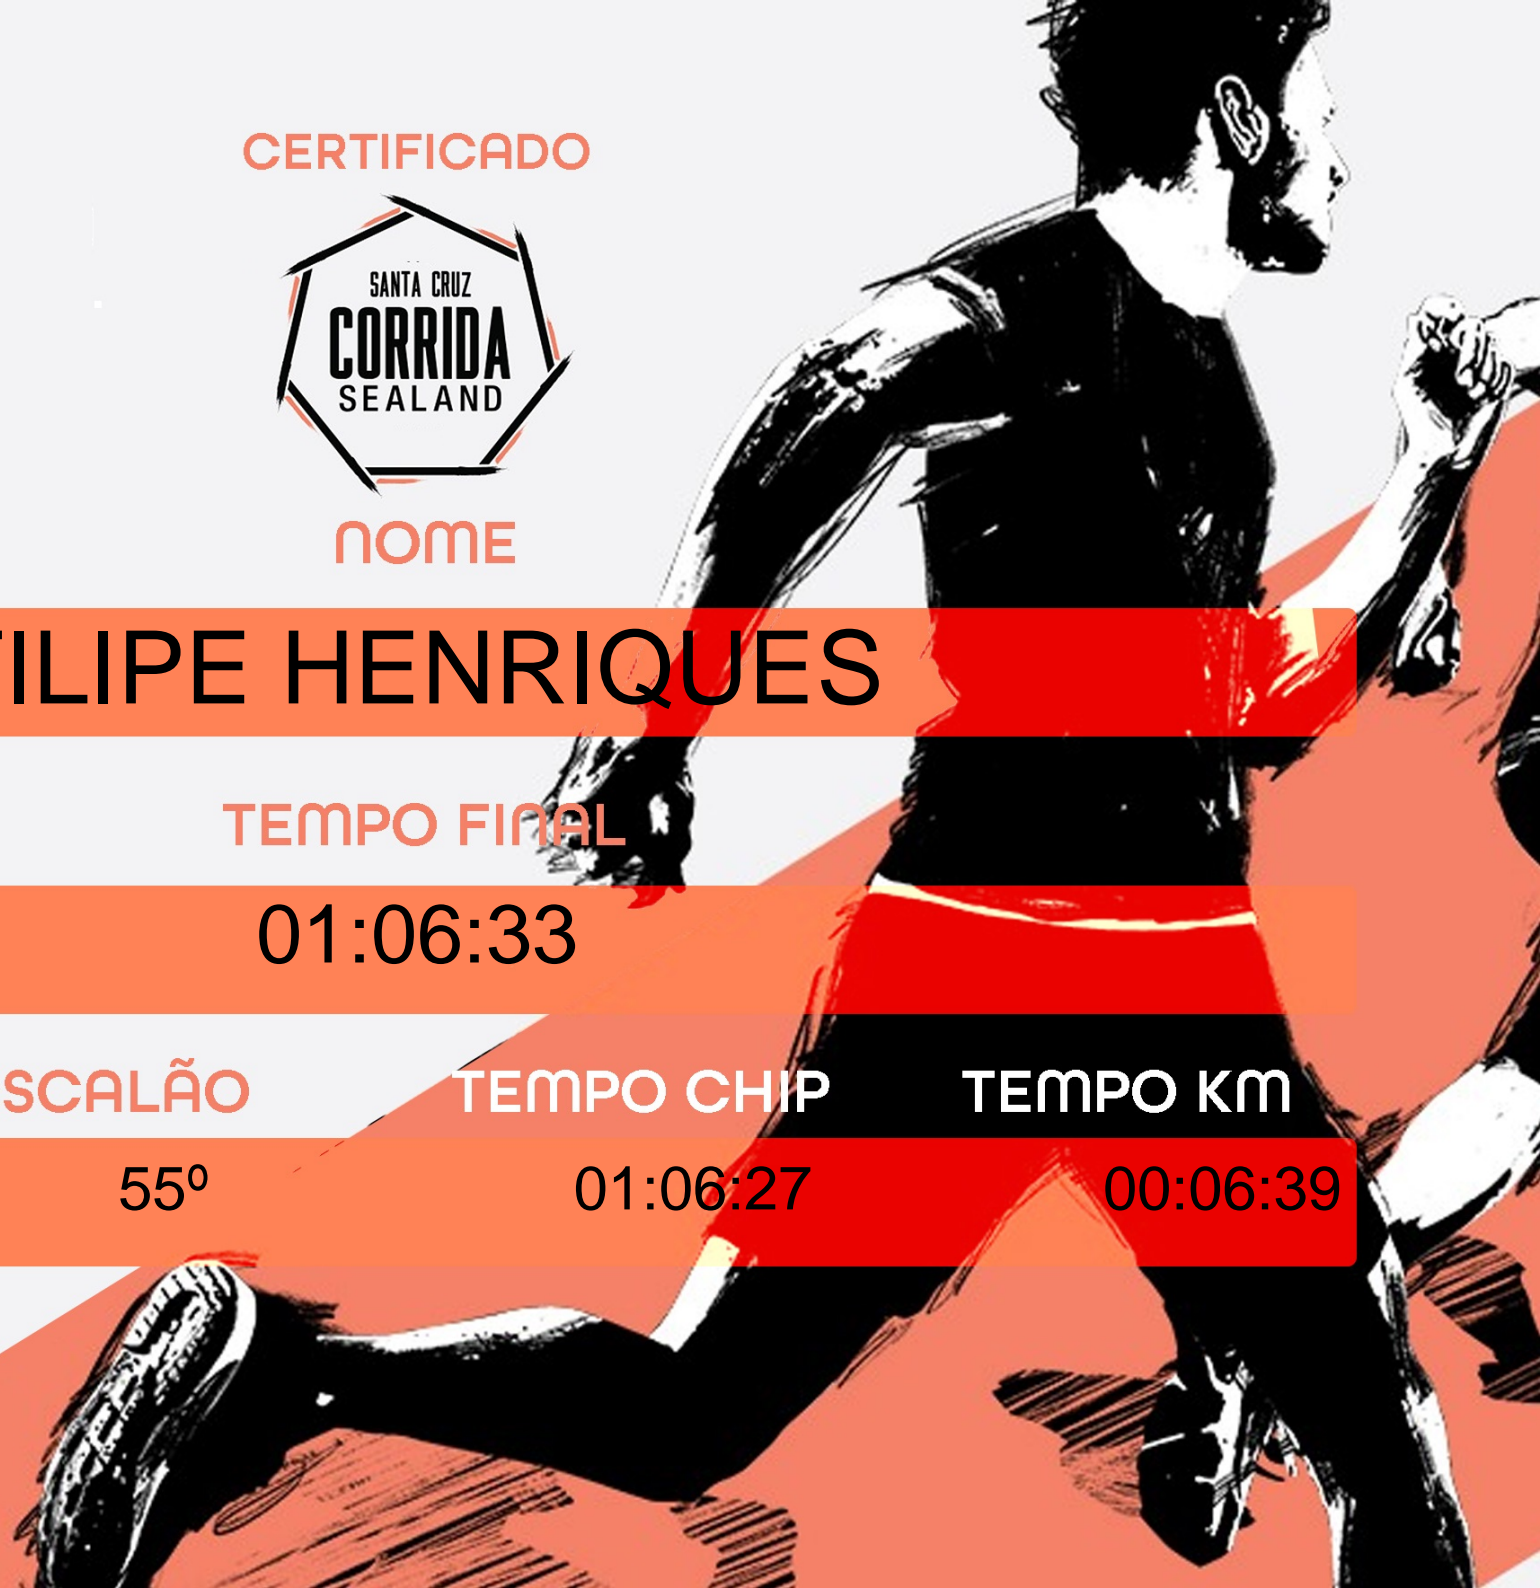 CERTIFICADO
SANTA CRUZ
CORRIDA
SEALAND
NOME
FILIPE HENRIQUES
TEMPO FINAL
01:06:33
SCALÃO TEMPO CHIP TEMPO KM
55º 01:06:27 00:06:39